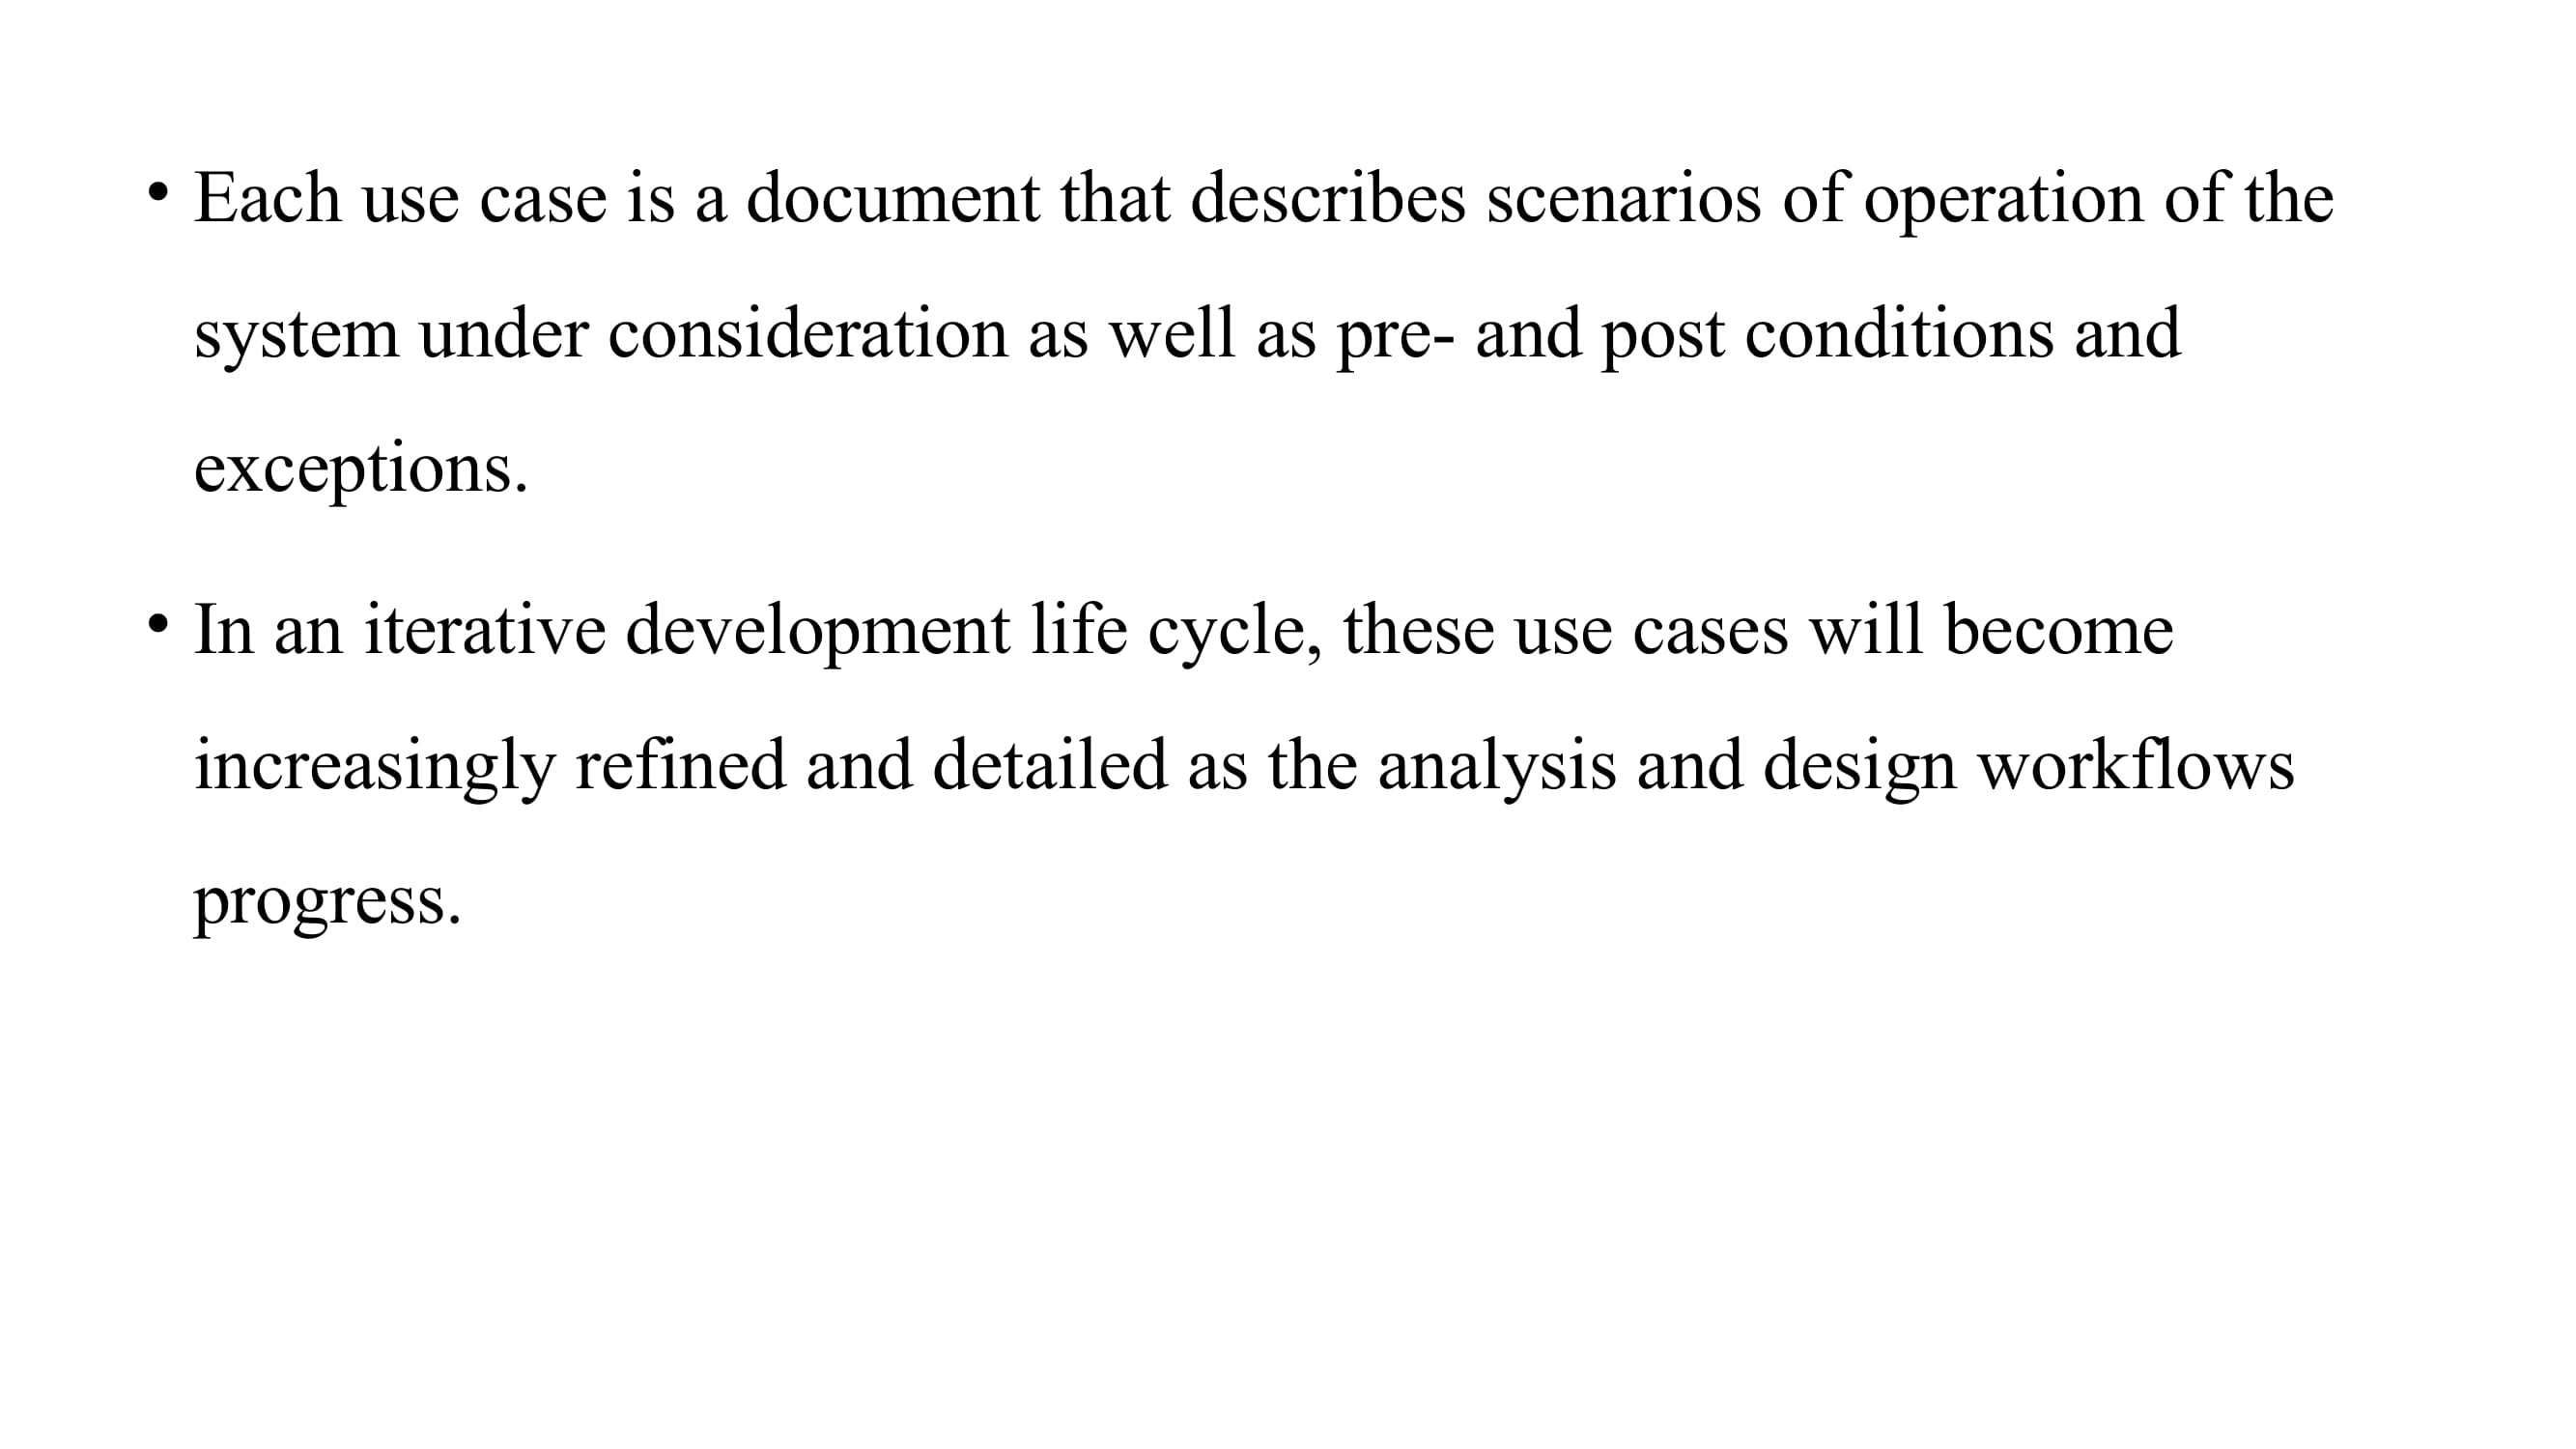 • Each use case is a document that describes scenarios of operation of the
system under consideration as well as pre- and post conditions and
exceptions.
• In an iterative development life cycle, these use cases will become
increasingly refined and detailed as the analysis and design workflows
progress.